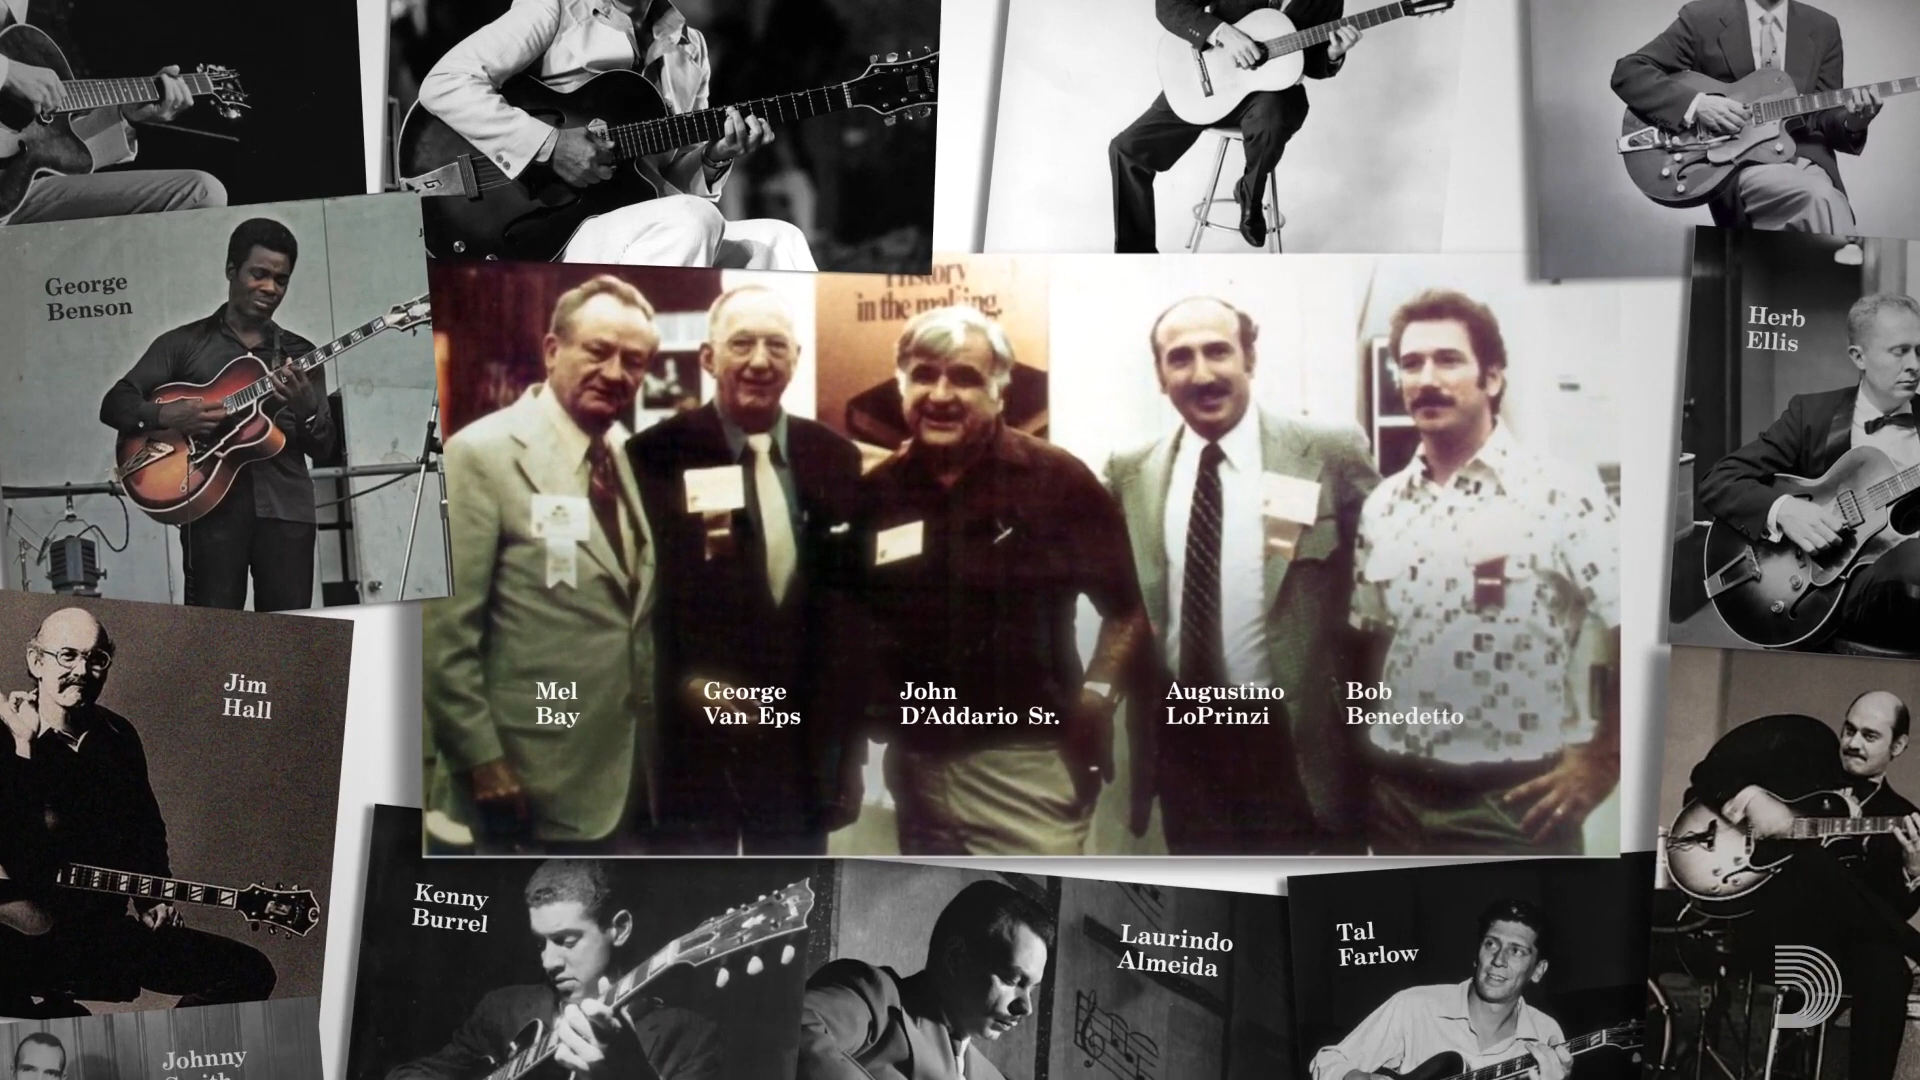 George
Benson
History
in the making.
Herb
Ellis
Mel
Bay
George
Van Eps
John
D'Addario Sr.
Augustino
LoPrinzi
Bob
Benedetto
Jim
Hall
Kenny
Burrel
Laurindo
Almeida
Tal
Farlow
Johnny
Smith